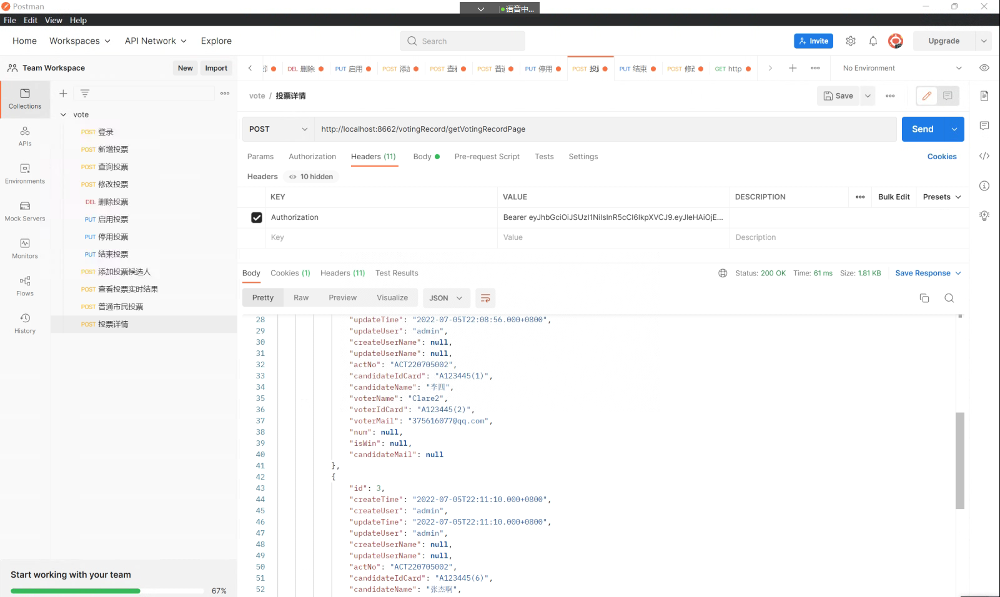 Postman
语音中...
File Edit View Help
Home Workspaces API Network Explore
Search
Invite
Upgrade
Team Workspace
New
Import
DEL 删除
PUT 启用
POST 添加
POST 查看
POST 普通
PUT 停用
POST 投票
PUT 结束
POST 修改
GET http
No Environment
Collections
APIs
Environments
Mock Servers
Monitors
Flows
History
vote
POST 登录
POST 新增投票
POST 查询投票
POST 修改投票
DEL 删除投票
PUT 启用投票
PUT 停用投票
PUT 结束投票
POST 添加投票候选人
POST 查看投票实时结果
POST 普通市民投票
POST 投票详情
Start working with your team
67%
vote / 投票详情
Save
POST
http://localhost:8662/votingRecord/getVotingRecordPage
Send
Params Authorization Headers (11) Body Pre-request Script Tests Settings
Cookies
Headers
10 hidden
KEY VALUE DESCRIPTION
Bulk Edit
Presets
Authorization Bearer eyJhbGciOiJSUzI1NiIsInR5cCI6IkpXVCJ9.eyJleHAiOjE...
Key Value Description
Body Cookies (1) Headers (11) Test Results
Status: 200 OK Time: 61 ms Size: 1.81 KB
Save Response
Pretty Raw Preview Visualize
JSON
28 "updateTime": "2022-07-05T22:08:56.000+0800",
29 "updateUser": "admin",
30 "createUserName": null,
31 "updateUserName": null,
32 "actNo": "ACT220705002",
33 "candidateIdCard": "A123445(1)",
34 "candidateName": "李四",
35 "voterName": "Clare2",
36 "voterIdCard": "A123445(2)",
37 "voterMail": "375616077@qq.com",
38 "num": null,
39 "isWin": null,
40 "candidateMail": null
41 },
42 {
43 "id": 3,
44 "createTime": "2022-07-05T22:11:10.000+0800",
45 "createUser": "admin",
46 "updateTime": "2022-07-05T22:11:10.000+0800",
47 "updateUser": "admin",
48 "createUserName": null,
49 "updateUserName": null,
50 "actNo": "ACT220705002",
51 "candidateIdCard": "A123445(6)",
52 "candidateName": "张杰啊",